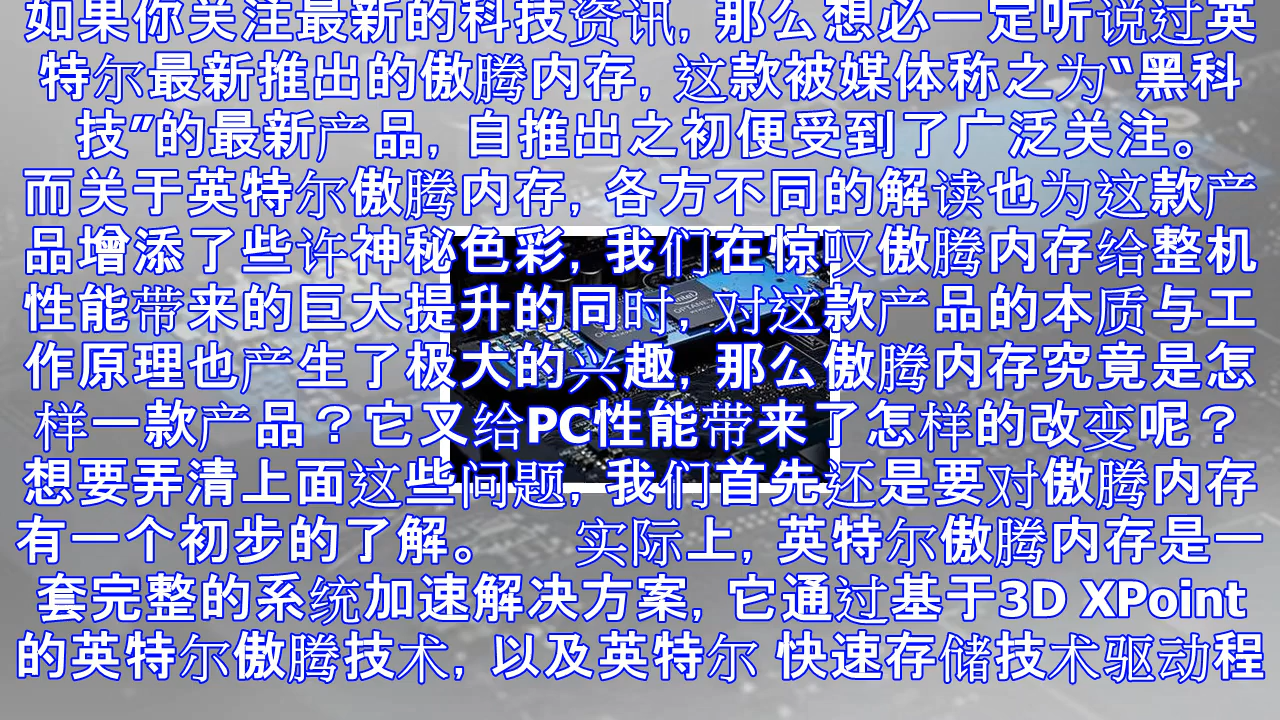 如果你关注最新的科技资讯，那么想必一定听说过英
特尔最新推出的傲腾内存，这款被媒体称之为“黑科
技”的最新产品，自推出之初便受到了广泛关注。
而关于英特尔傲腾内存，各方不同的解读也为这款产
品增添了些许神秘色彩，我们在惊叹傲腾内存给整机
性能带来的巨大提升的同时，对这款产品的本质与工
作原理也产生了极大的兴趣，那么傲腾内存究竟是怎
样一款产品？它又给PC性能带来了怎样的改变呢？
想要弄清上面这些问题，我们首先还是要对傲腾内存
有一个初步的了解。 实际上，英特尔傲腾内存是一
套完整的系统加速解决方案，它通过基于3D XPoint
的英特尔傲腾技术，以及英特尔 快速存储技术驱动程